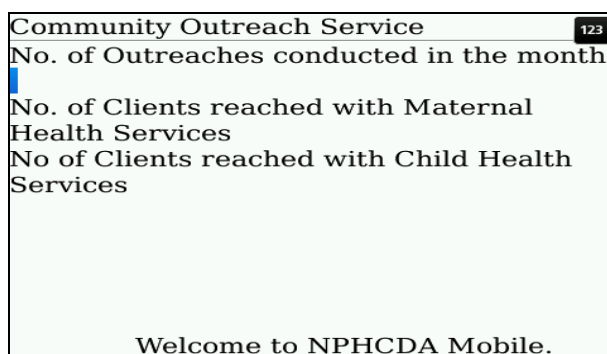 Community Outreach Service
123
No. of Outreaches conducted in the month
No. of Clients reached with Maternal
Health Services
No of Clients reached with Child Health
Services
Welcome to NPHCDA Mobile.